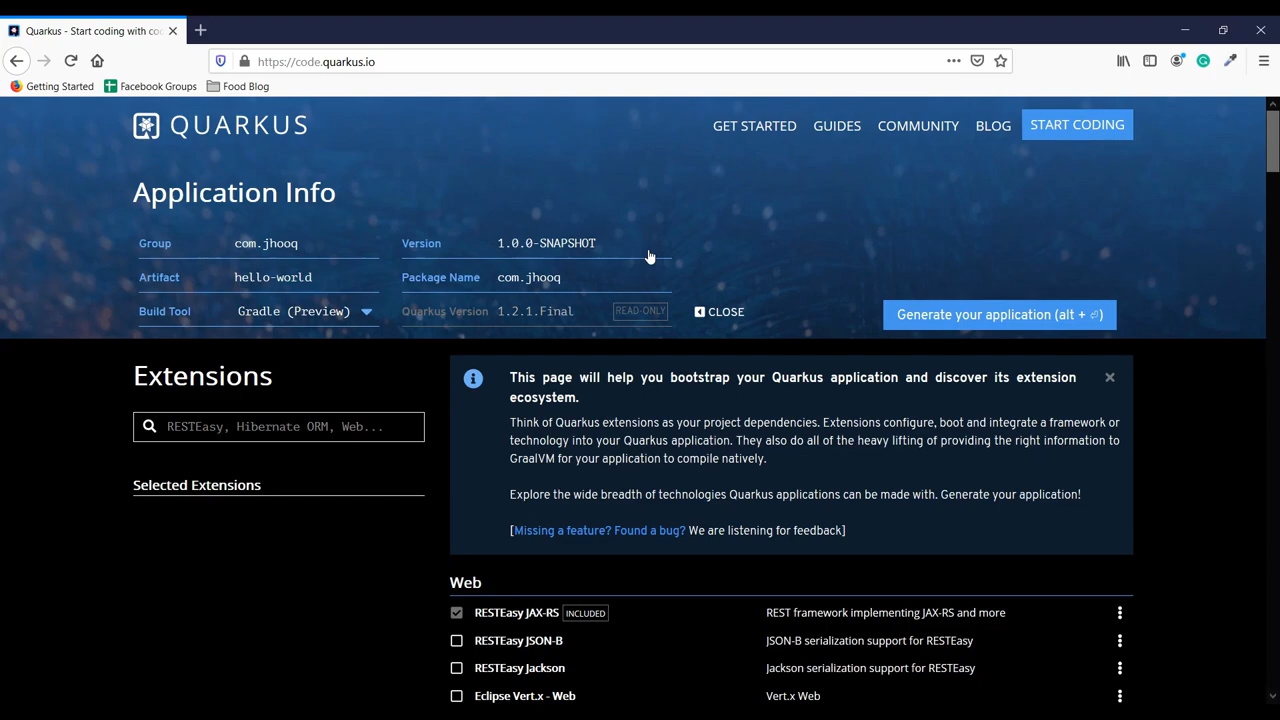 Quarkus - Start coding with co
https://code.quarkus.io
Getting Started Facebook Groups Food Blog
QUARKUS GET STARTED GUIDES COMMUNITY BLOG START CODING
Application Info
Group com.jhooq Version 1.0.0-SNAPSHOT
Artifact hello-world Package Name com.jhooq
Build Tool Gradle (Preview) Quarkus Version 1.2.1.Final READ-ONLY CLOSE Generate your application (alt + ⏎)
Extensions
RESTEasy, Hibernate ORM, Web...
Selected Extensions
This page will help you bootstrap your Quarkus application and discover its extension
ecosystem.
Think of Quarkus extensions as your project dependencies. Extensions configure, boot and integrate a framework or
technology into your Quarkus application. They also do all of the heavy lifting of providing the right information to
GraalVM for your application to compile natively.
Explore the wide breadth of technologies Quarkus applications can be made with. Generate your application!
[Missing a feature? Found a bug? We are listening for feedback]
Web
RESTEasy JAX-RS INCLUDED REST framework implementing JAX-RS and more
RESTEasy JSON-B JSON-B serialization support for RESTEasy
RESTEasy Jackson Jackson serialization support for RESTEasy
Eclipse Vert.x - Web Vert.x Web